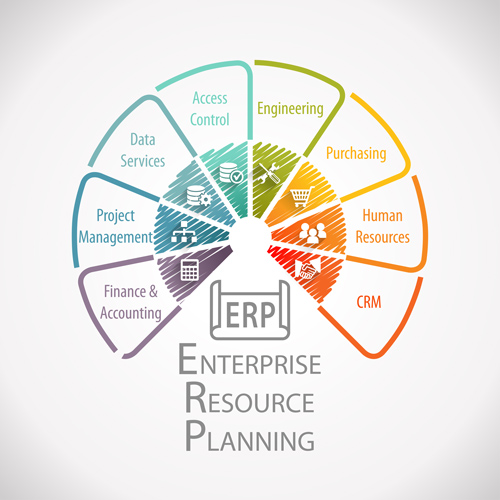 Finance &
Accounting
Project
Management
Data
Services
Access
Control
Engineering
Purchasing
Human
Resources
CRM
ERP
ENTERPRISE
RESOURCE
PLANNING